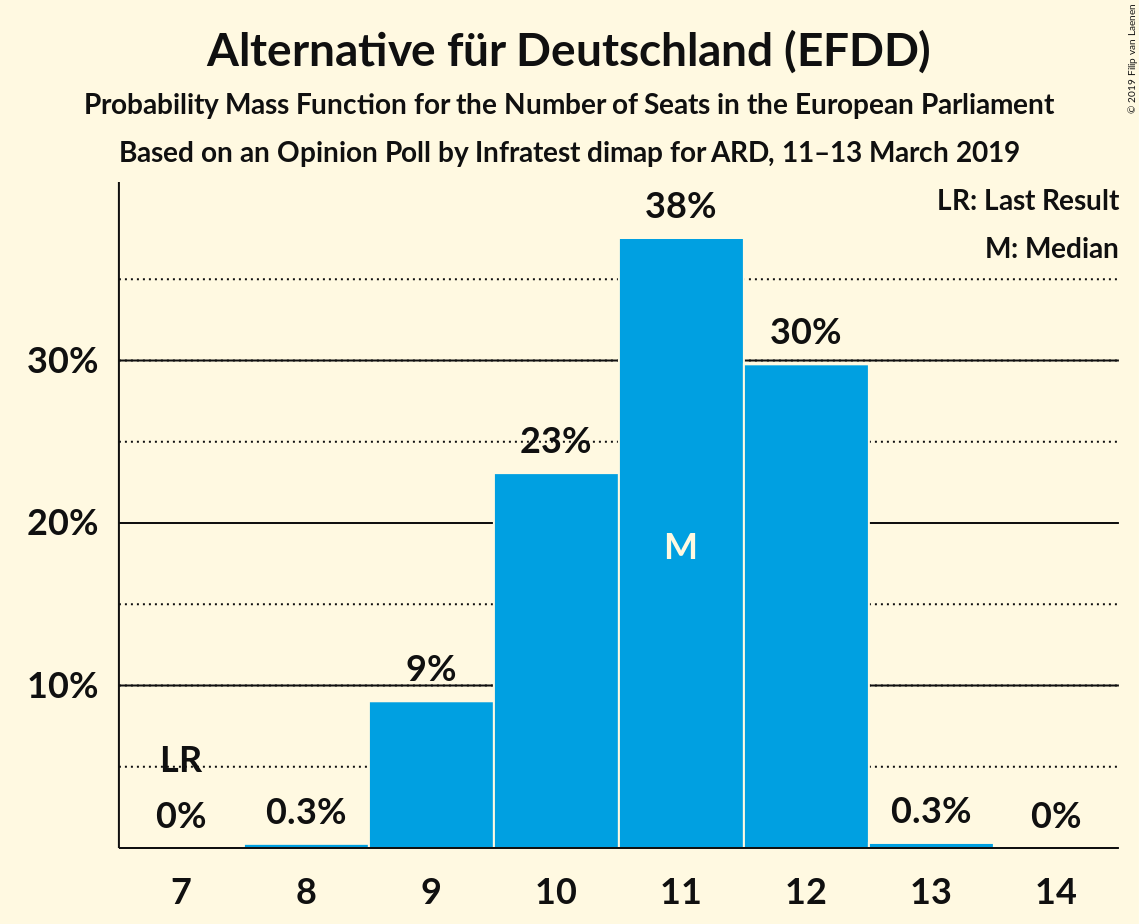 Alternative für Deutschland (EFDD)
Probability Mass Function for the Number of Seats in the European Parliament
Based on an Opinion Poll by Infratest dimap for ARD, 11–13 March 2019
© 2019 Filip van Laenen
LR: Last Result
M: Median
38%
30%
30%
23%
20%
M
9%
10%
LR
0%
0.3%
0.3%
0%
7 8 9 10 11 12 13 14